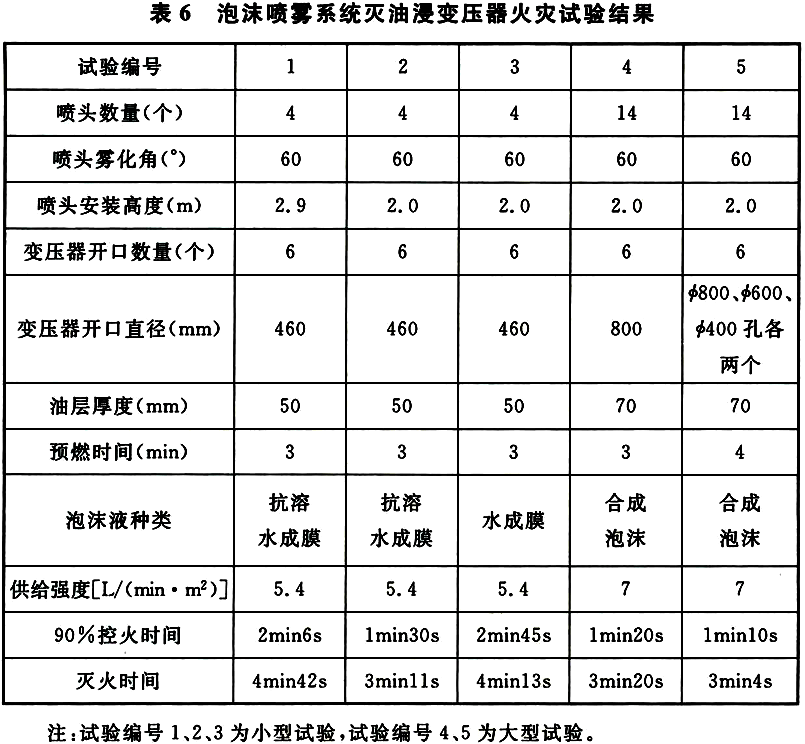 表 6 泡沫喷雾系统灭油浸变压器火灾试验结果
试验编号 1 2 3 4 5
喷头数量(个) 4 4 4 14 14
喷头雾化角(°) 60 60 60 60 60
喷头安装高度(m) 2.9 2.0 2.0 2.0 2.0
变压器开口数量(个) 6 6 6 6 6
变压器开口直径(mm) 460 460 460 800 ϕ800、ϕ600、
ϕ400 孔各
两个
油层厚度(mm) 50 50 50 70 70
预燃时间(min) 3 3 3 3 4
泡沫液种类 抗溶 抗溶 水成膜 合成 合成
水成膜 水成膜 泡沫 泡沫
供给强度[L/(min·m²)] 5.4 5.4 5.4 7 7
90%控火时间 2min6s 1min30s 2min45s 1min20s 1min10s
灭火时间 4min42s 3min11s 4min13s 3min20s 3min4s
注:试验编号 1、2、3 为小型试验,试验编号 4、5 为大型试验。